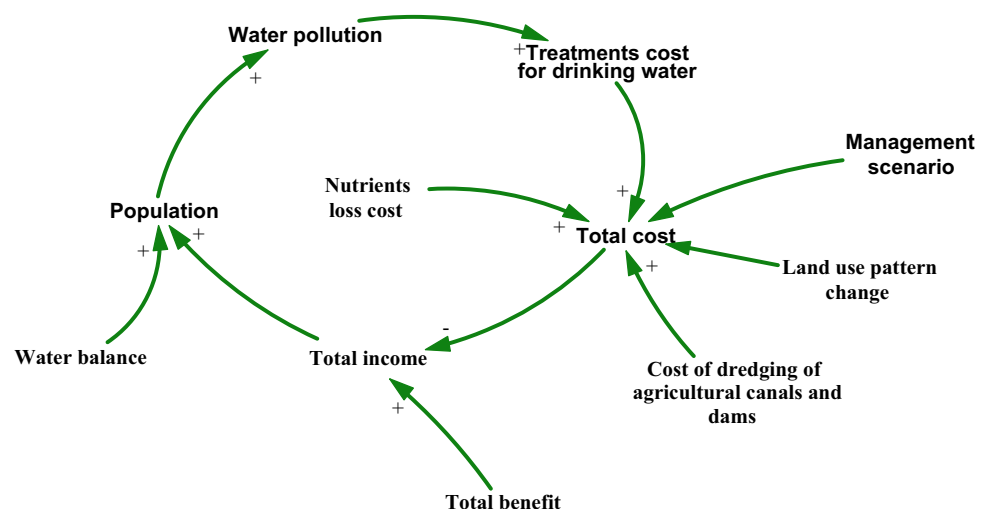 Water pollution
+
+
Treatments cost
for drinking water
Management
scenario
Nutrients
loss cost
+
+
Population
+
+
Total cost
+
Land use pattern
change
-
Water balance
Total income
Cost of dredging of
agricultural canals and
dams
+
Total benefit